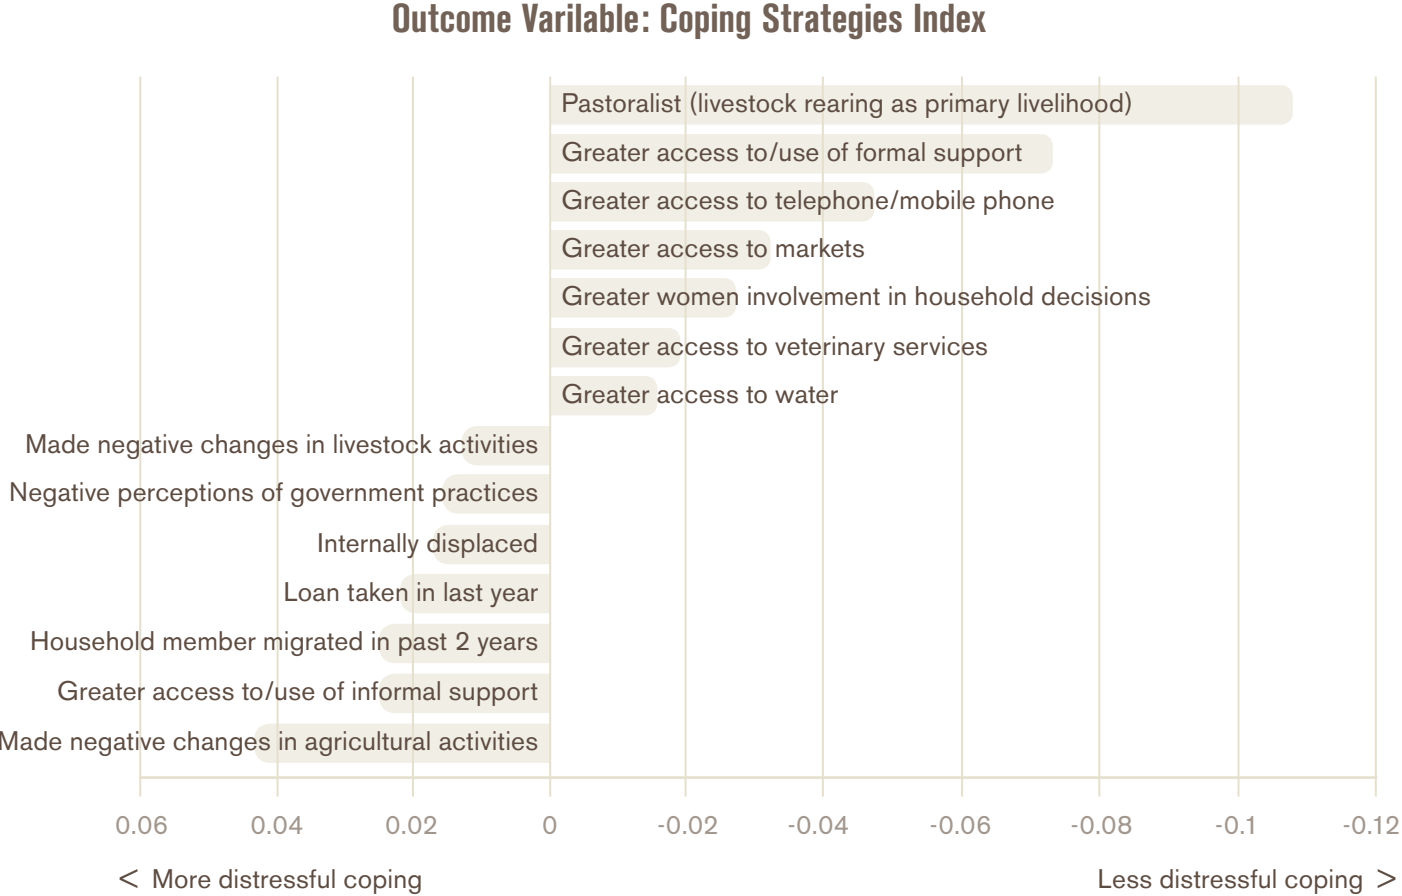 Outcome Varilable: Coping Strategies Index
Pastoralist (livestock rearing as primary livelihood)
Greater access to/use of formal support
Greater access to telephone/mobile phone
Greater access to markets
Greater women involvement in household decisions
Greater access to veterinary services
Greater access to water
Made negative changes in livestock activities
Negative perceptions of government practices
Internally displaced
Loan taken in last year
Household member migrated in past 2 years
Greater access to/use of informal support
Made negative changes in agricultural activities
0.06 0.04 0.02 0 -0.02 -0.04 -0.06 -0.08 -0.1 -0.12
< More distressful coping Less distressful coping >